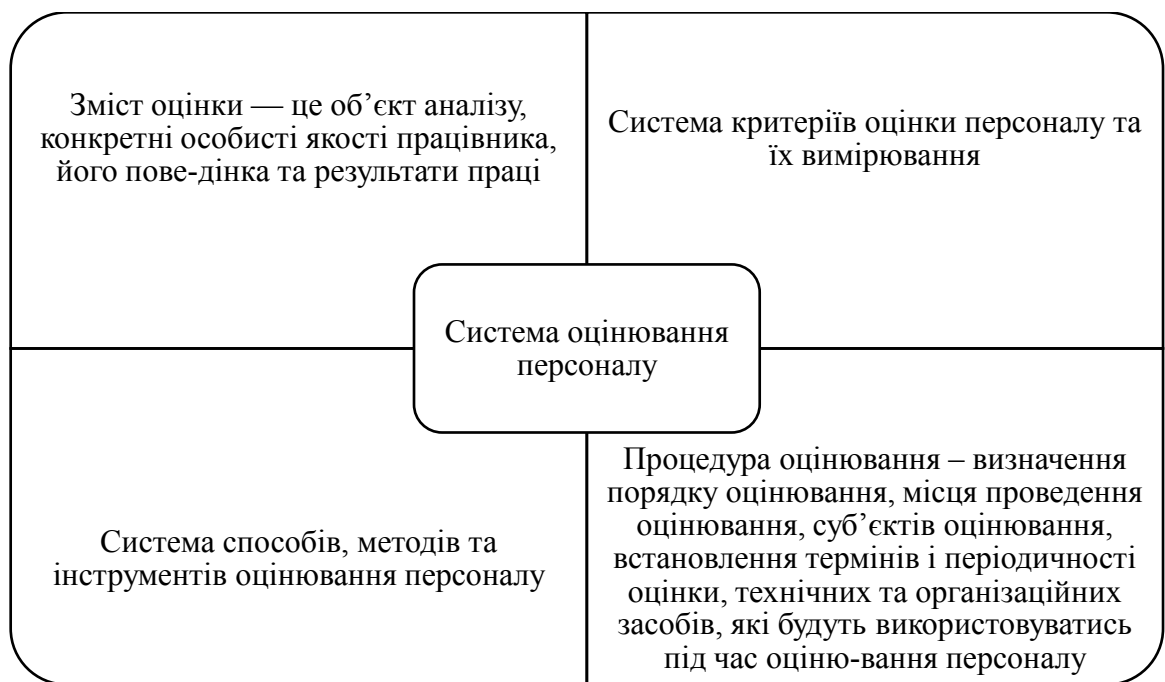 Зміст оцінки — це об’єкт аналізу,
конкретні особисті якості працівника,
його пове-дінка та результати праці
Система критеріїв оцінки персоналу та
їх вимірювання
Система оцінювання
персоналу
Система способів, методів та
інструментів оцінювання персоналу
Процедура оцінювання – визначення
порядку оцінювання, місця проведення
оцінювання, суб’єктів оцінювання,
встановлення термінів і періодичності
оцінки, технічних та організаційних
засобів, які будуть використовуватись
під час оціню-вання персоналу